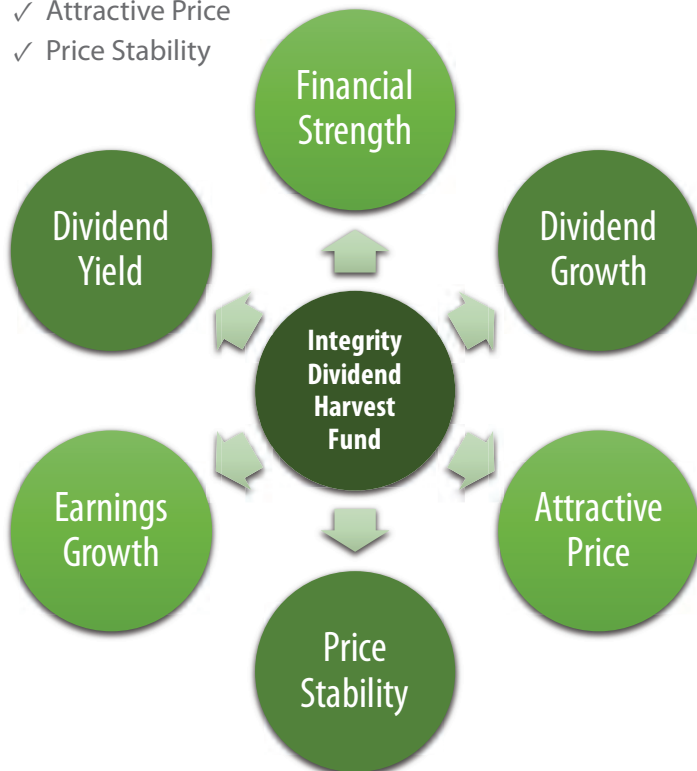 ✓ Attractive Price
✓ Price Stability
Financial
Strength
Dividend
Yield
Dividend
Growth
Integrity
Dividend
Harvest
Fund
Earnings
Growth
Attractive
Price
Price
Stability